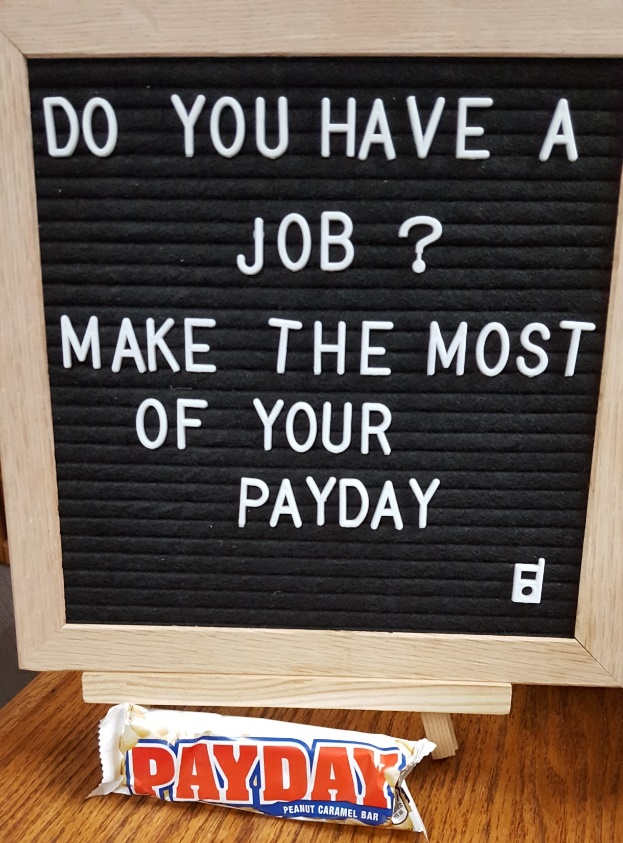 DO YOU HAVE A
JOB ?
MAKE THE MOST
OF YOUR
PAYDAY
PAYDAY
PEANUT CARAMEL BAR